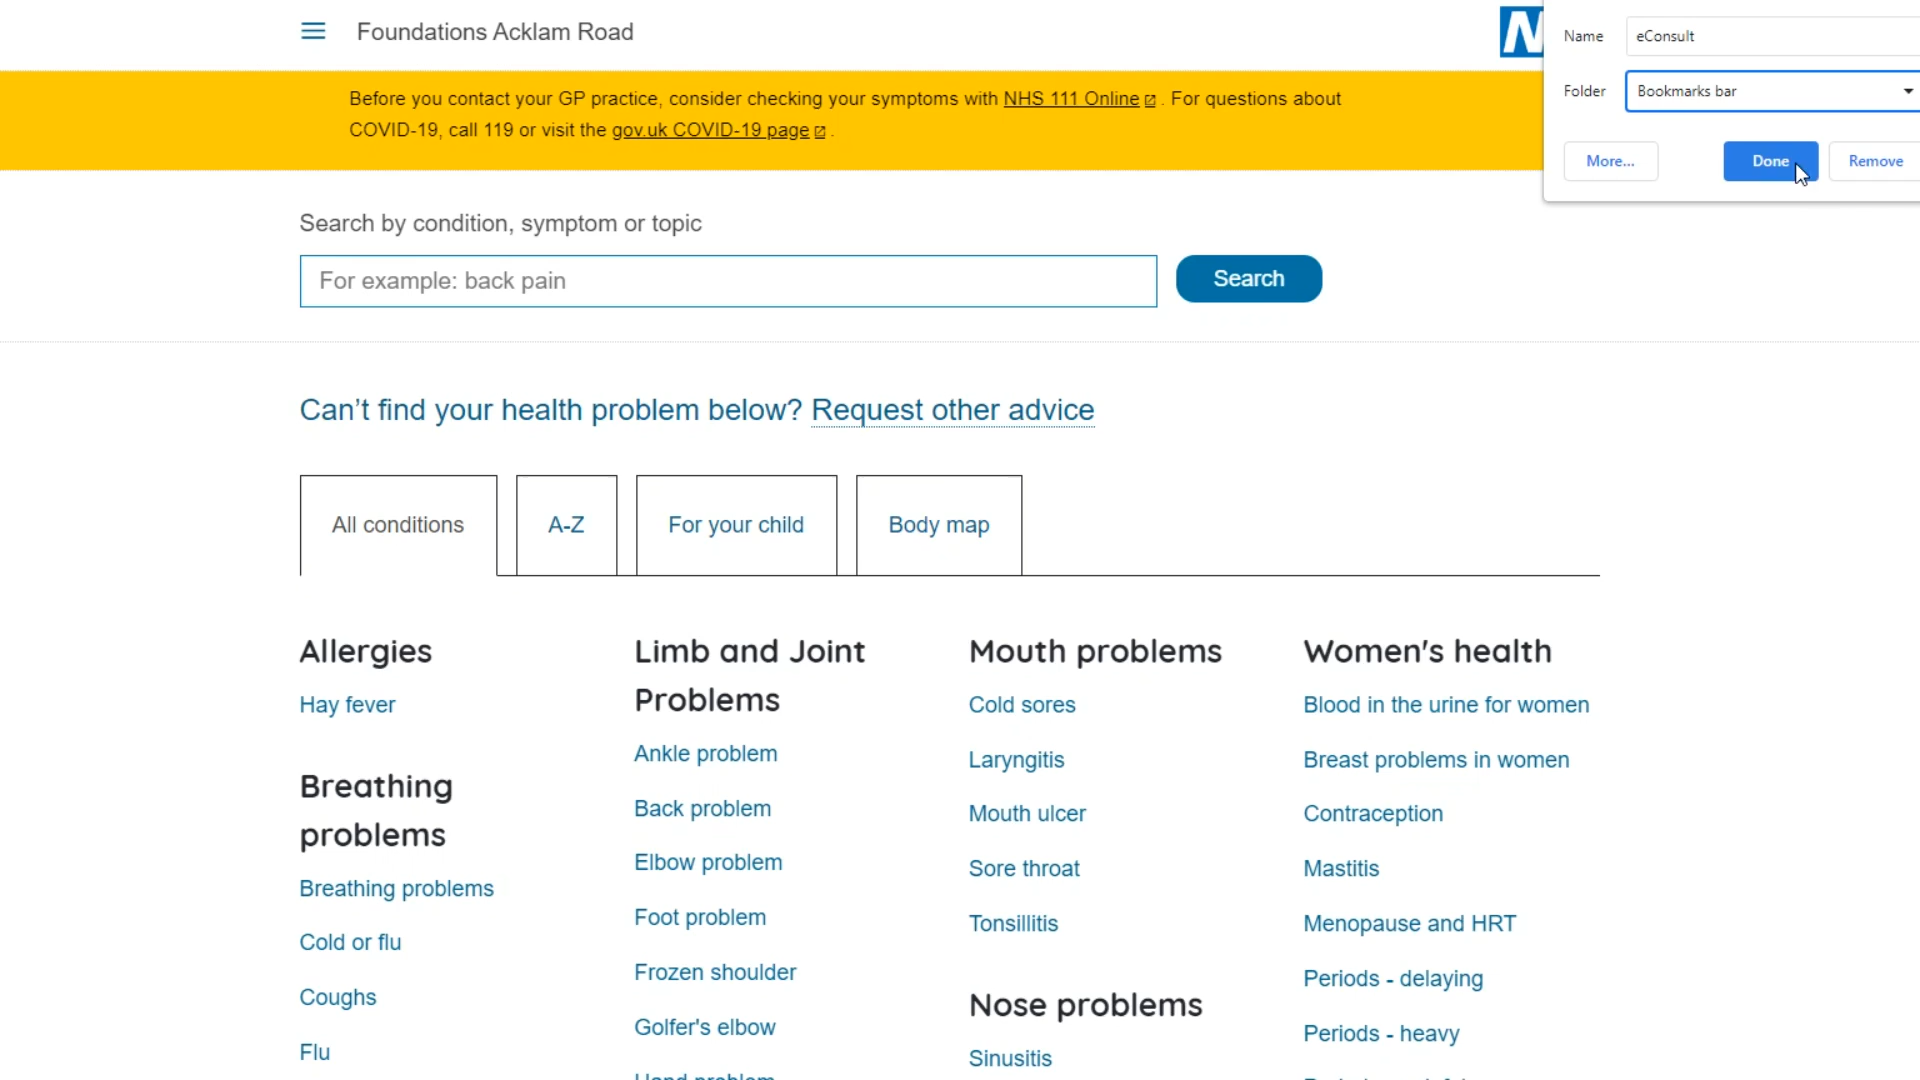 Foundations Acklam Road
N
Name
eConsult
Folder
Bookmarks bar
More...
Done
Remove
Before you contact your GP practice, consider checking your symptoms with NHS 111 Online . For questions about
COVID-19, call 119 or visit the gov.uk COVID-19 page .
Search by condition, symptom or topic
For example: back pain
Search
Can’t find your health problem below? Request other advice
All conditions
A-Z
For your child
Body map
Allergies
Hay fever
Breathing
problems
Breathing problems
Cold or flu
Coughs
Flu
Limb and Joint
Problems
Ankle problem
Back problem
Elbow problem
Foot problem
Frozen shoulder
Golfer's elbow
Mouth problems
Cold sores
Laryngitis
Mouth ulcer
Sore throat
Tonsillitis
Nose problems
Sinusitis
Women's health
Blood in the urine for women
Breast problems in women
Contraception
Mastitis
Menopause and HRT
Periods - delaying
Periods - heavy